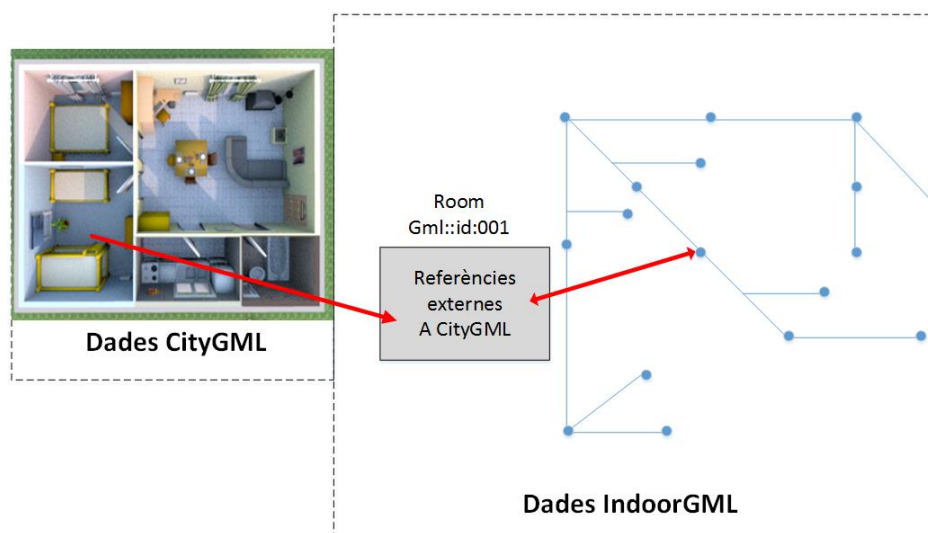 Room
Gml::id:001
Referències
externes
A CityGML
Dades CityGML
Dades IndoorGML